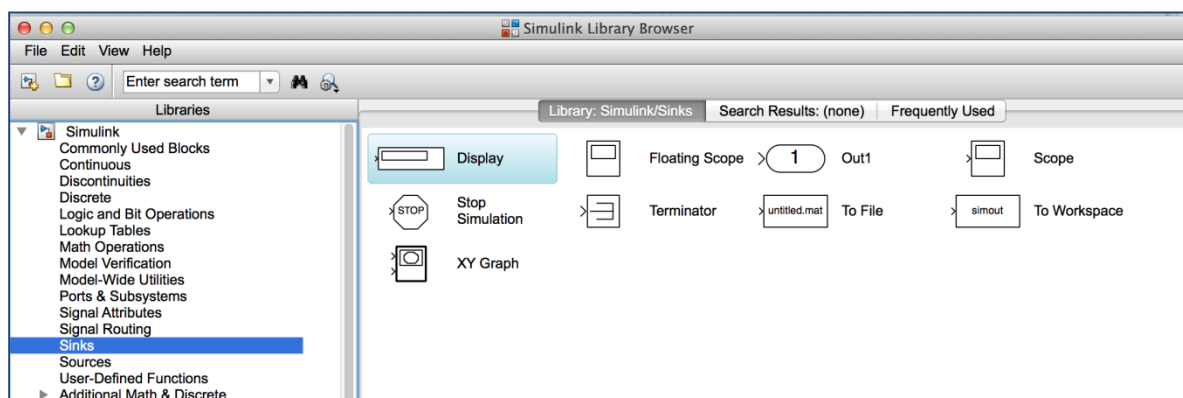 Simulink Library Browser
File Edit View Help
Enter search term
Libraries
Library: Simulink/Sinks Search Results: (none) Frequently Used
Simulink
Commonly Used Blocks
Continuous
Discontinuities
Discrete
Logic and Bit Operations
Lookup Tables
Math Operations
Model Verification
Model-Wide Utilities
Ports & Subsystems
Signal Attributes
Signal Routing
Sinks
Sources
User-Defined Functions
Additional Math & Discrete
Display Floating Scope 1 Out1 Scope
STOP Stop Simulation Terminator untitled.mat To File simout To Workspace
XY Graph